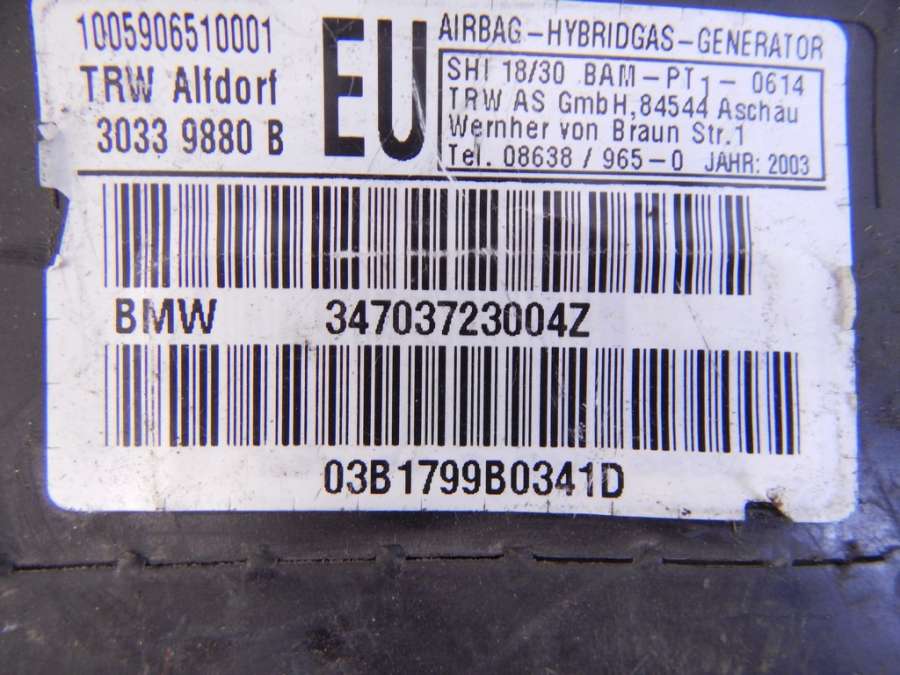 1005906510001
TRW Alfdorf
3033 9880 B
EU
AIRBAG-HYBRIDGAS-GENERATOR
SHI 18/30 BAM-PT1-0614
TRW AS GmbH,84544 Aschau
Wernher von Braun Str.1
Tel. 08638/965-0 JAHR: 2003
BMW 34703723004Z
03B1799B0341D